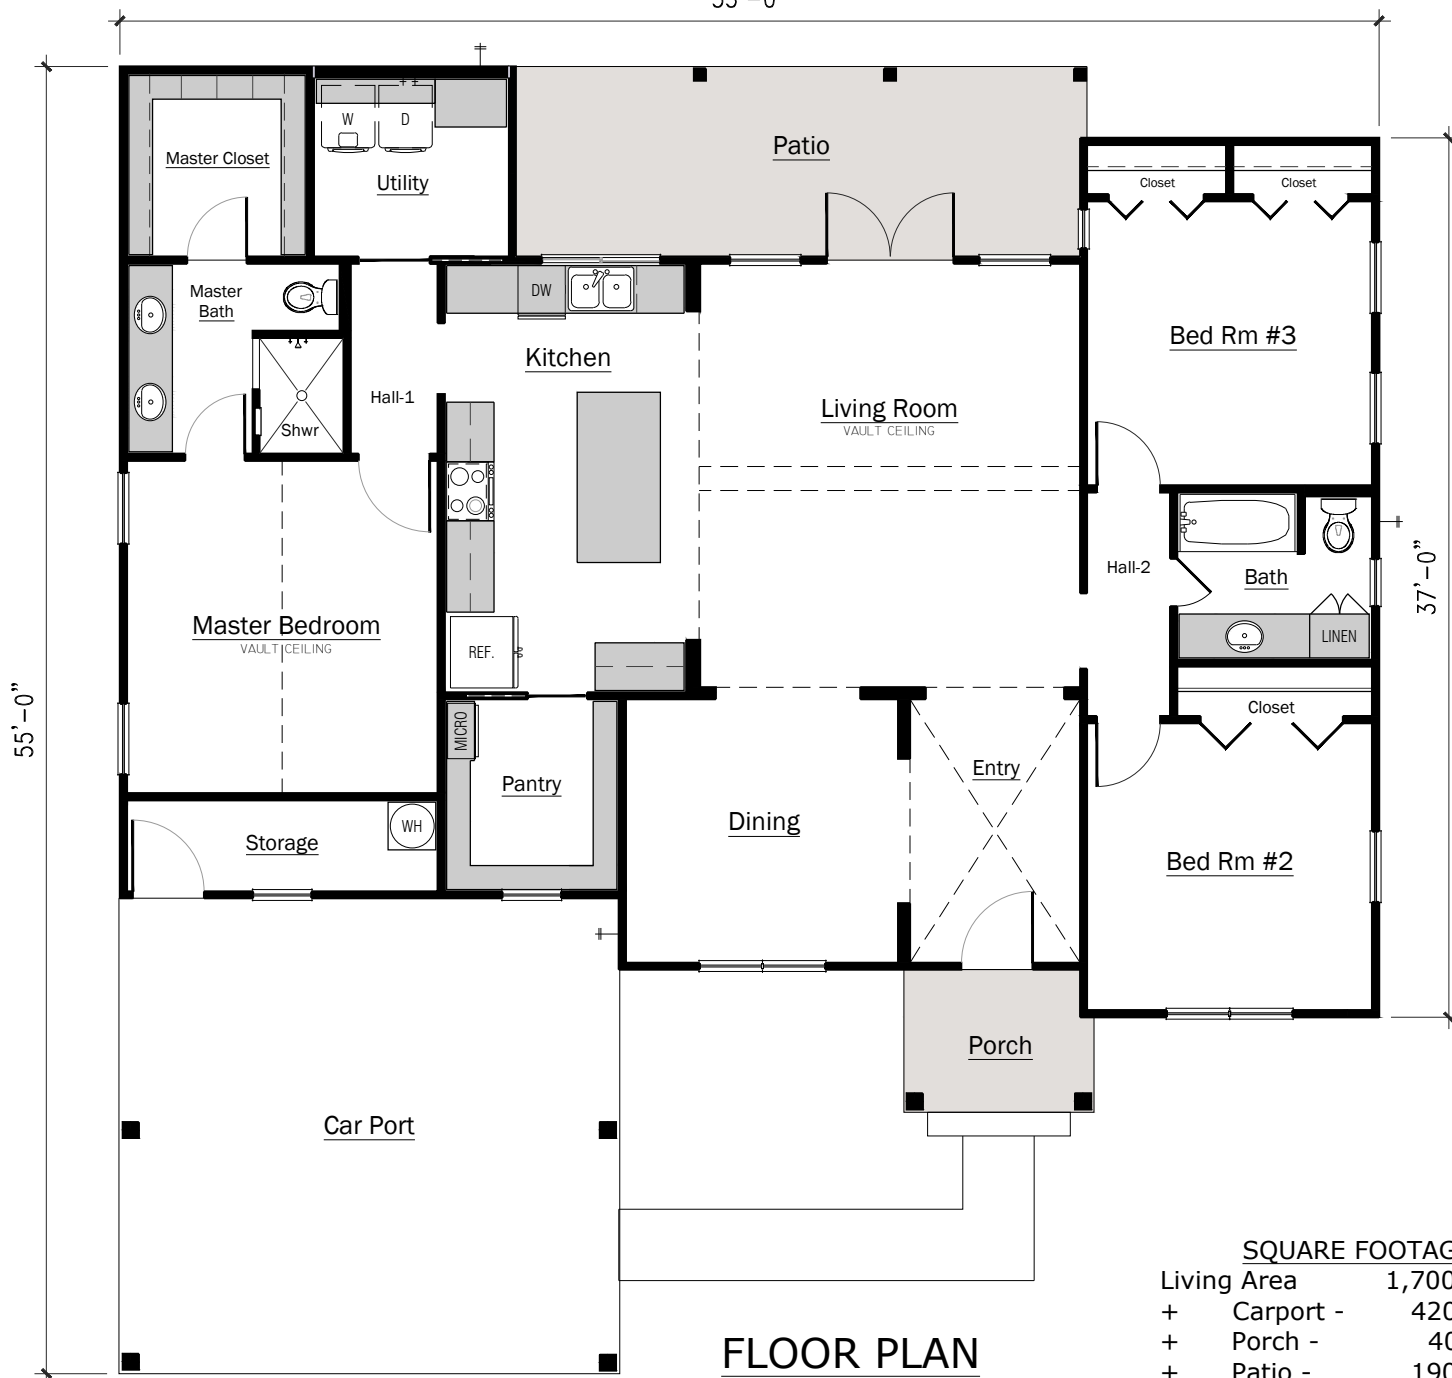 Patio
Master Closet
W
D
Utility
Closet
Closet
Master
Bath
DW
Kitchen
Bed Rm #3
Hall-1
Living Room
VAULT CEILING
Shwr
Hall-2
Bath
37'-0"
Master Bedroom
VAULT CEILING
REF.
LINEN
55'-0"
Closet
MICRO
Entry
Pantry
Dining
WH
Storage
Bed Rm #2
Porch
Car Port
SQUARE FOOTAG
Living Area 1,700
+ Carport - 420
+ Porch - 40
+ Patio - 190
FLOOR PLAN